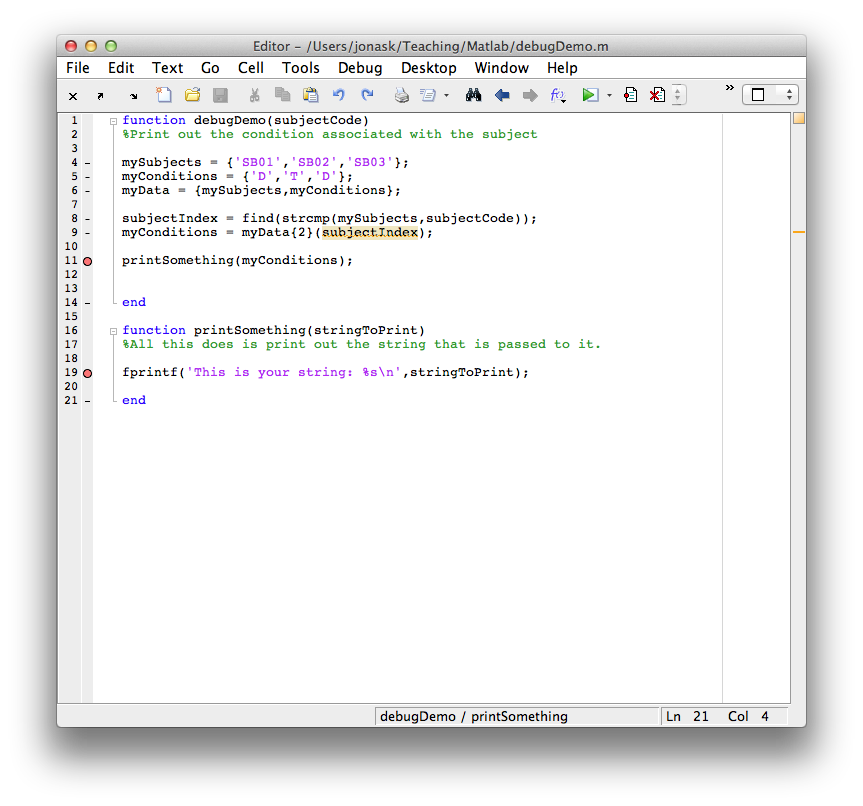 Editor – /Users/jonask/Teaching/Matlab/debugDemo.m
File Edit Text Go Cell Tools Debug Desktop Window Help
1 function debugDemo(subjectCode)
2 %Print out the condition associated with the subject
3
4 – mySubjects = {'SB01','SB02','SB03'};
5 – myConditions = {'D','T','D'};
6 – myData = {mySubjects,myConditions};
7
8 – subjectIndex = find(strcmp(mySubjects,subjectCode));
9 – myConditions = myData{2}(subjectIndex);
10
11 printSomething(myConditions);
12
13
14 – end
15
16 function printSomething(stringToPrint)
17 %All this does is print out the string that is passed to it.
18
19 fprintf('This is your string: %s\n',stringToPrint);
20
21 – end
debugDemo / printSomething Ln 21 Col 4